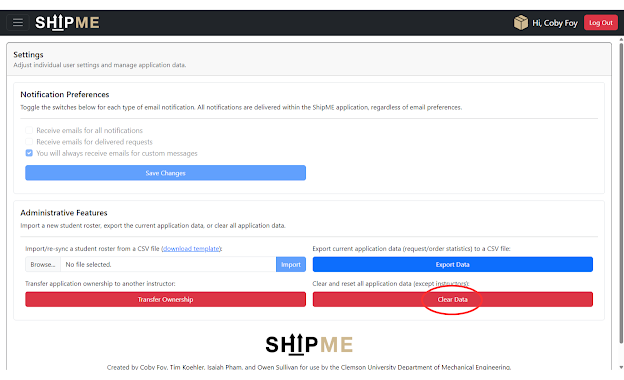 SHIPME
Hi, Coby Foy
Log Out
Settings
Adjust individual user settings and manage application data.
Notification Preferences
Toggle the switches below for each type of email notification. All notifications are delivered within the ShipME application, regardless of email preferences.
Receive emails for all notifications
Receive emails for delivered requests
You will always receive emails for custom messages
Save Changes
Administrative Features
Import a new student roster, export the current application data, or clear all application data.
Import/re-sync a student roster from a CSV file (download template):
Browse... No file selected. Import
Transfer application ownership to another instructor:
Transfer Ownership
Export current application data (request/order statistics) to a CSV file:
Export Data
Clear and reset all application data (except instructors):
Clear Data
SHIPME
Created by Coby Foy, Tim Koehler, Isaiah Pham, and Owen Sullivan for use by the Clemson University Department of Mechanical Engineering.